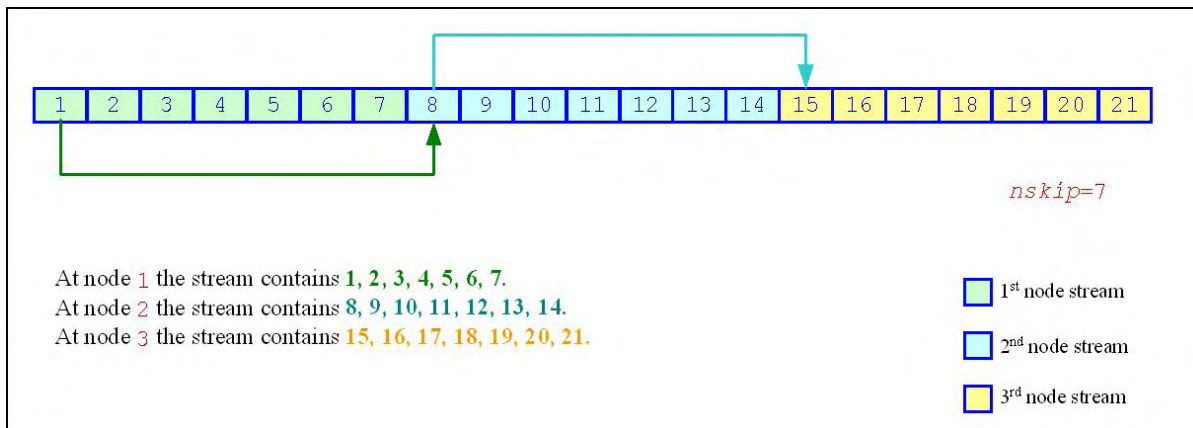 1 2 3 4 5 6 7 8 9 10 11 12 13 14 15 16 17 18 19 20 21
nskip=7
At node 1 the stream contains 1, 2, 3, 4, 5, 6, 7.
At node 2 the stream contains 8, 9, 10, 11, 12, 13, 14.
At node 3 the stream contains 15, 16, 17, 18, 19, 20, 21.
1st node stream
2nd node stream
3rd node stream